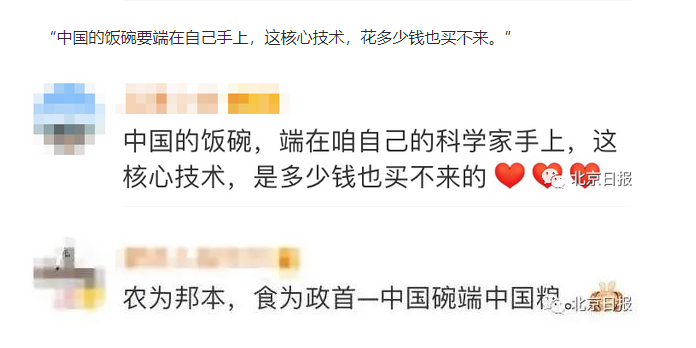 “中国的饭碗要端在自己手上，这核心技术，花多少钱也买不来。”
中国的饭碗，端在咱自己的科学家手上，这
核心技术，是多少钱也买不来的
北京日报
农为邦本，食为政首—中国碗端中国粮。
北京日报